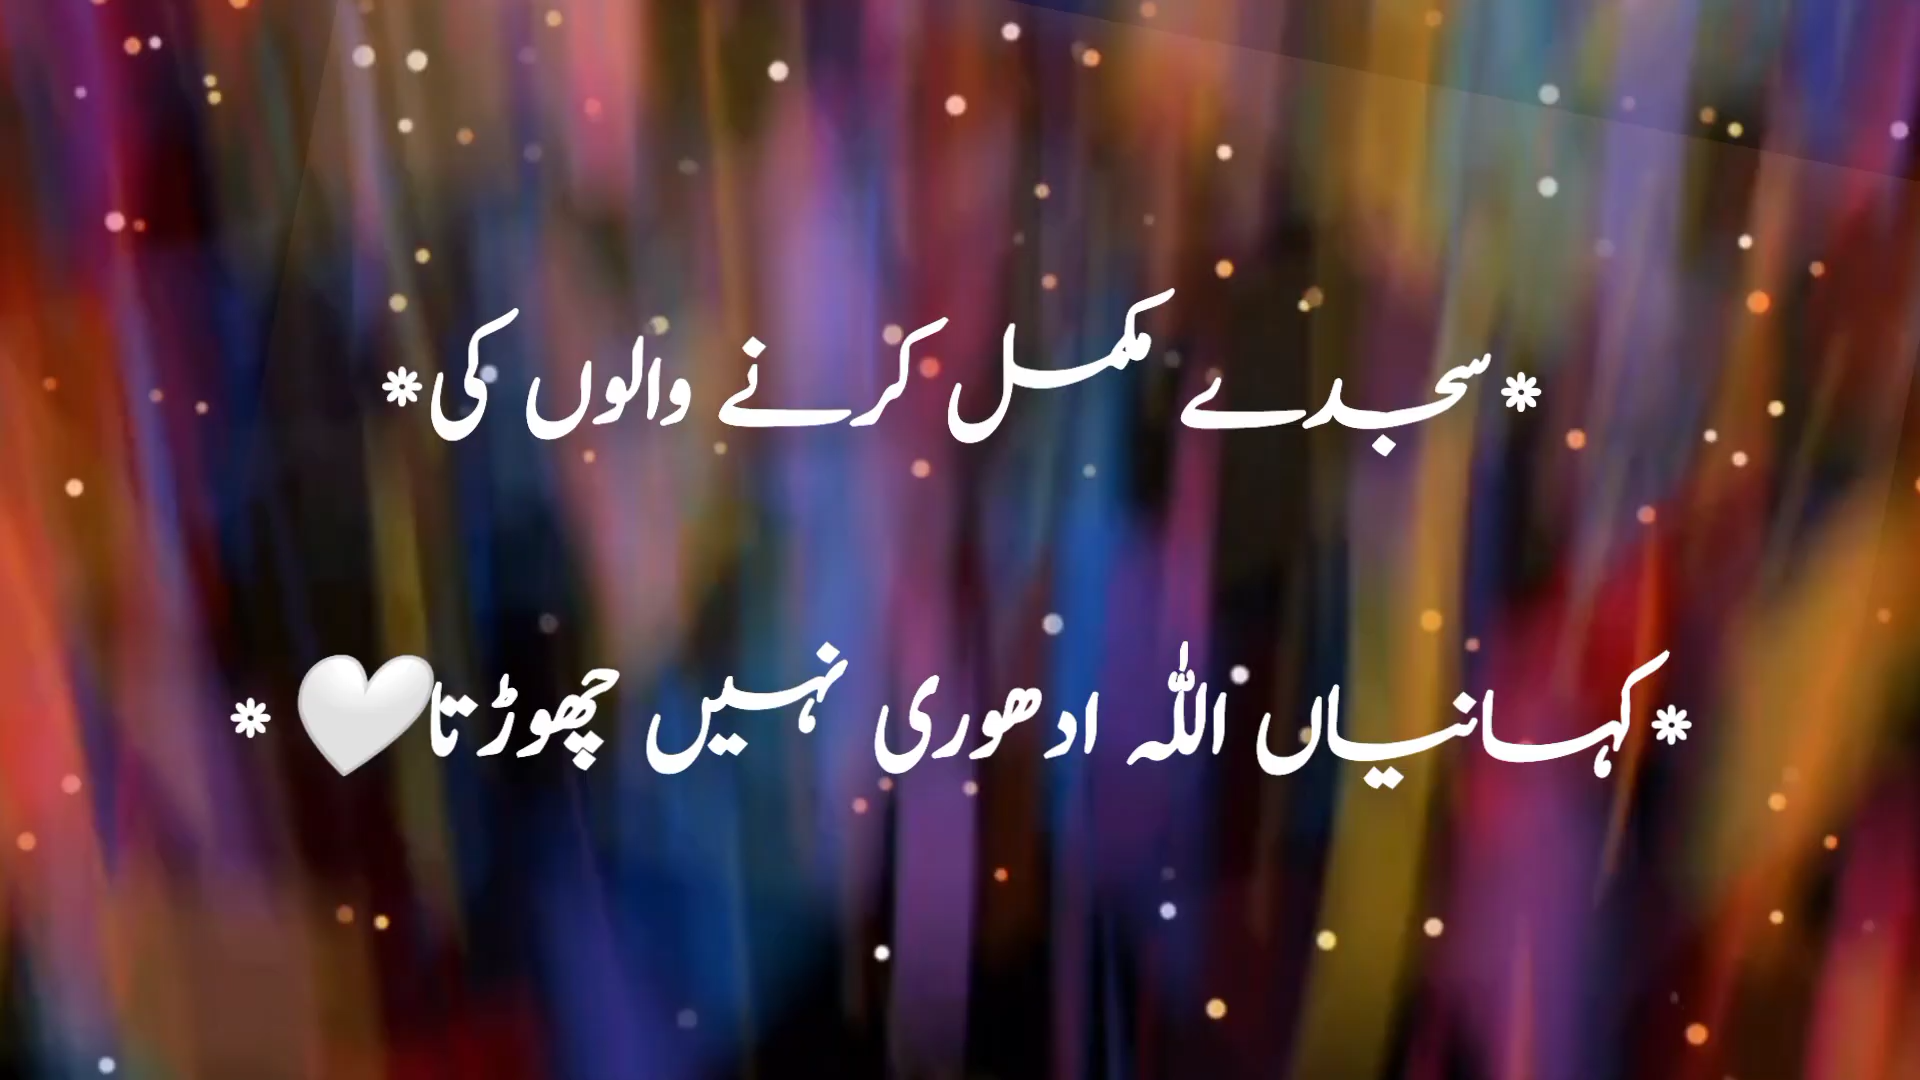 *سجدے مکمل کرنے والوں کی*
*کہانیاں اللہ ادھوری نہیں چھوڑتا🤍 *